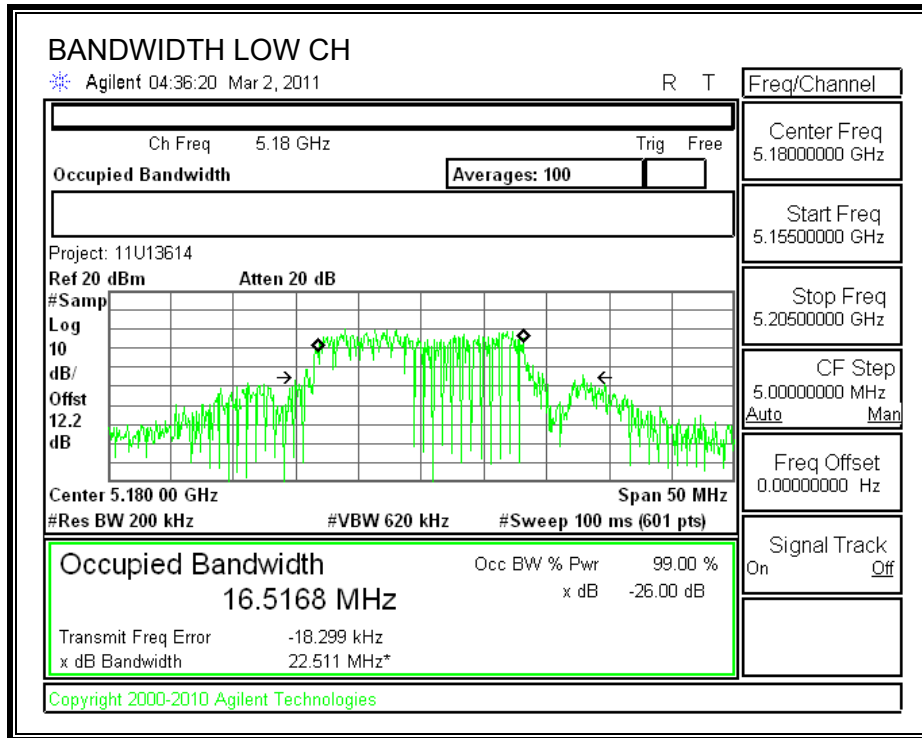 BANDWIDTH LOW CH
Agilent 04:36:20 Mar 2, 2011 R T
Freq/Channel
Ch Freq 5.18 GHz Trig Free
Occupied Bandwidth Averages: 100
Project: 11U13614
Ref 20 dBm Atten 20 dB
#Samp
Log
10
dB/
Offst
12.2
dB
Center 5.180 00 GHz Span 50 MHz
#Res BW 200 kHz #VBW 620 kHz #Sweep 100 ms (601 pts)
Occupied Bandwidth Occ BW % Pwr 99.00 %
16.5168 MHz x dB -26.00 dB
Transmit Freq Error -18.299 kHz
x dB Bandwidth 22.511 MHz*
Center Freq
5.18000000 GHz
Start Freq
5.15500000 GHz
Stop Freq
5.20500000 GHz
CF Step
5.00000000 MHz
Auto Man
Freq Offset
0.00000000 Hz
Signal Track
On Off
Copyright 2000-2010 Agilent Technologies